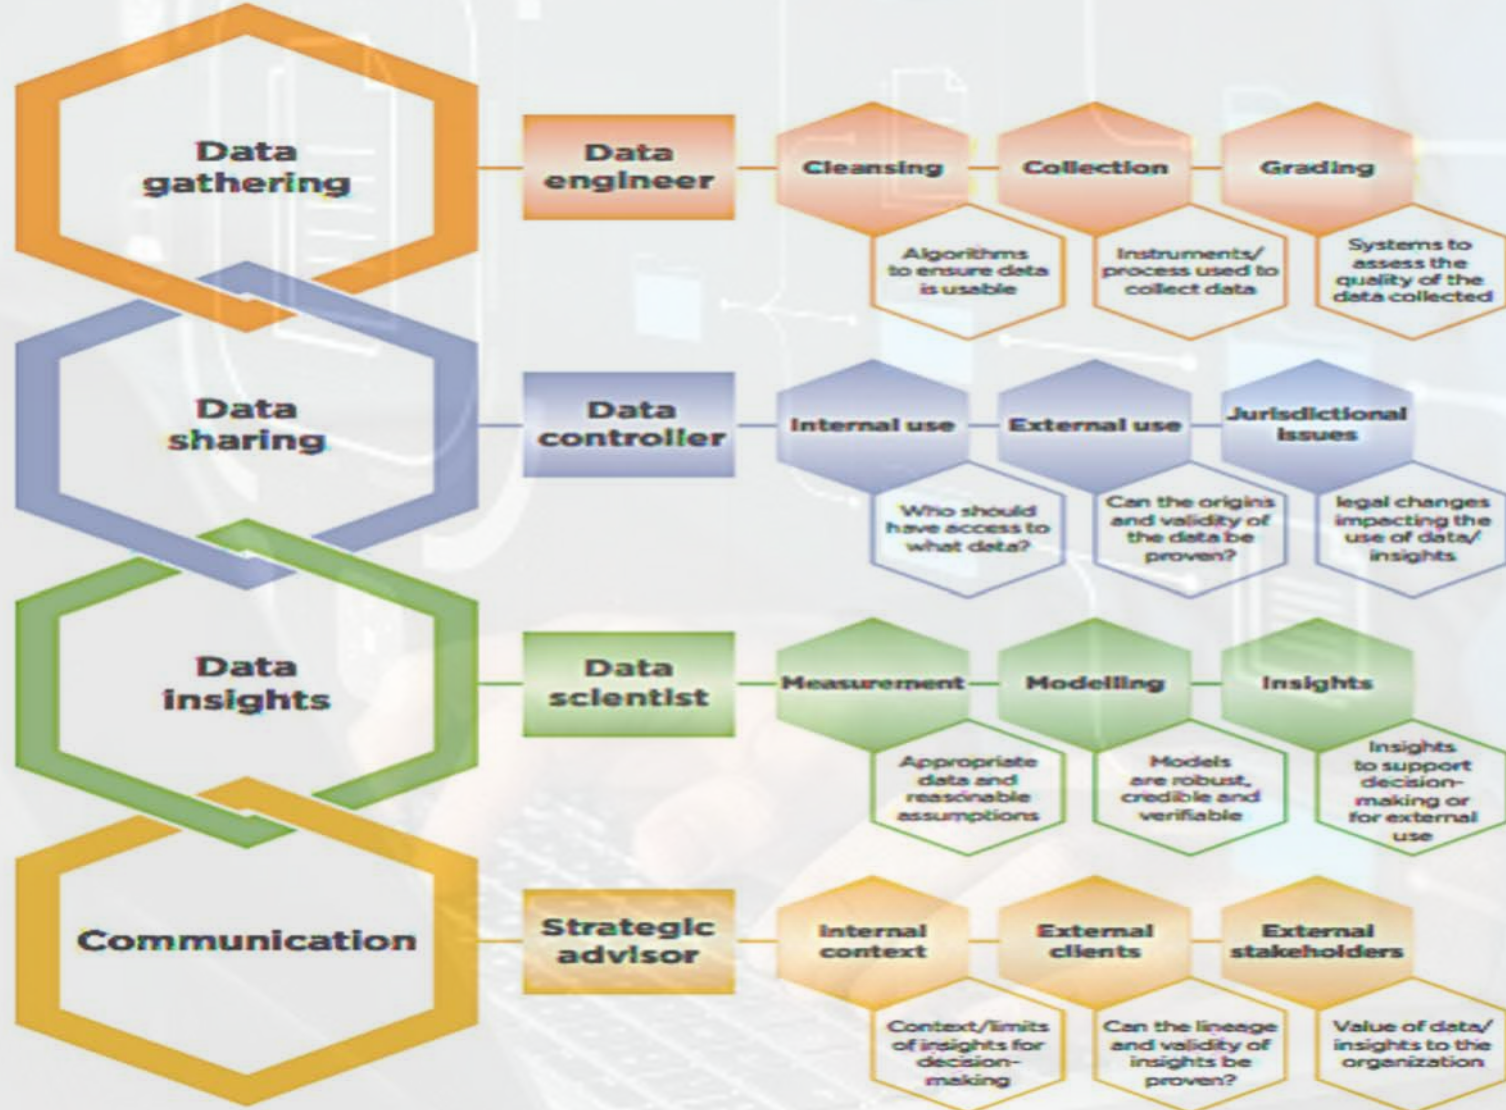 Data
gathering
Data
engineer
Cleansing
Collection
Grading
Algorithms
to ensure data
is usable
Instruments/
process used to
collect data
Systems to
assess the
quality of the
data collected
Data
sharing
Data
controller
Internal use
External use
Jurisdictional
issues
Who should
have access to
what data?
Can the origins
and validity of
the data be
proven?
legal changes
impacting the
use of data/
insights
Data
insights
Data
scientist
Measurement
Modelling
Insights
Appropriate
data and
reasonable
assumptions
Models
are robust,
credible and
verifiable
Insights
to support
decision-
making or
for external
use
Communication
Strategic
advisor
Internal
context
External
clients
External
stakeholders
Context/limits
of insights for
decision-
making
Can the lineage
and validity of
insights be
proven?
Value of data/
insights to the
organization